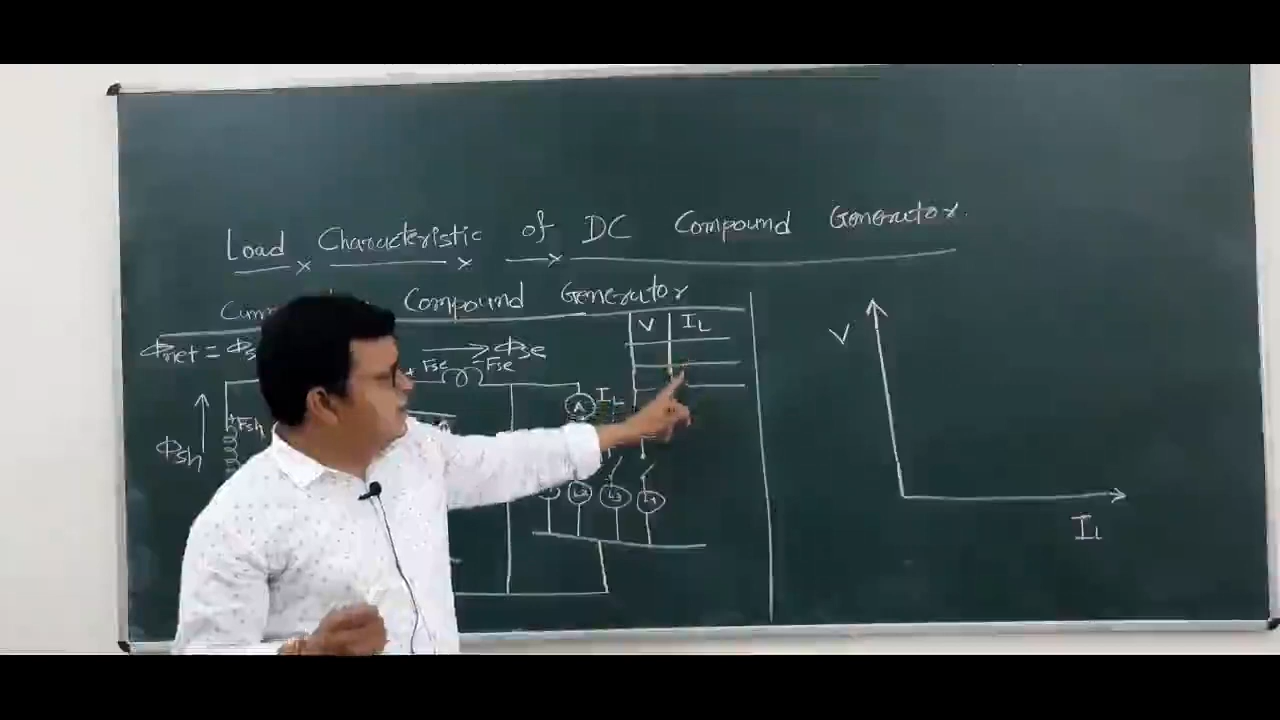 Load Characteristic of DC Compound Generator.
Compound Generator
V IL
Φnet = Φs
Φse
Fse Fse
A IL
Φsh
Fsh
L2 L3 L4
V
IL